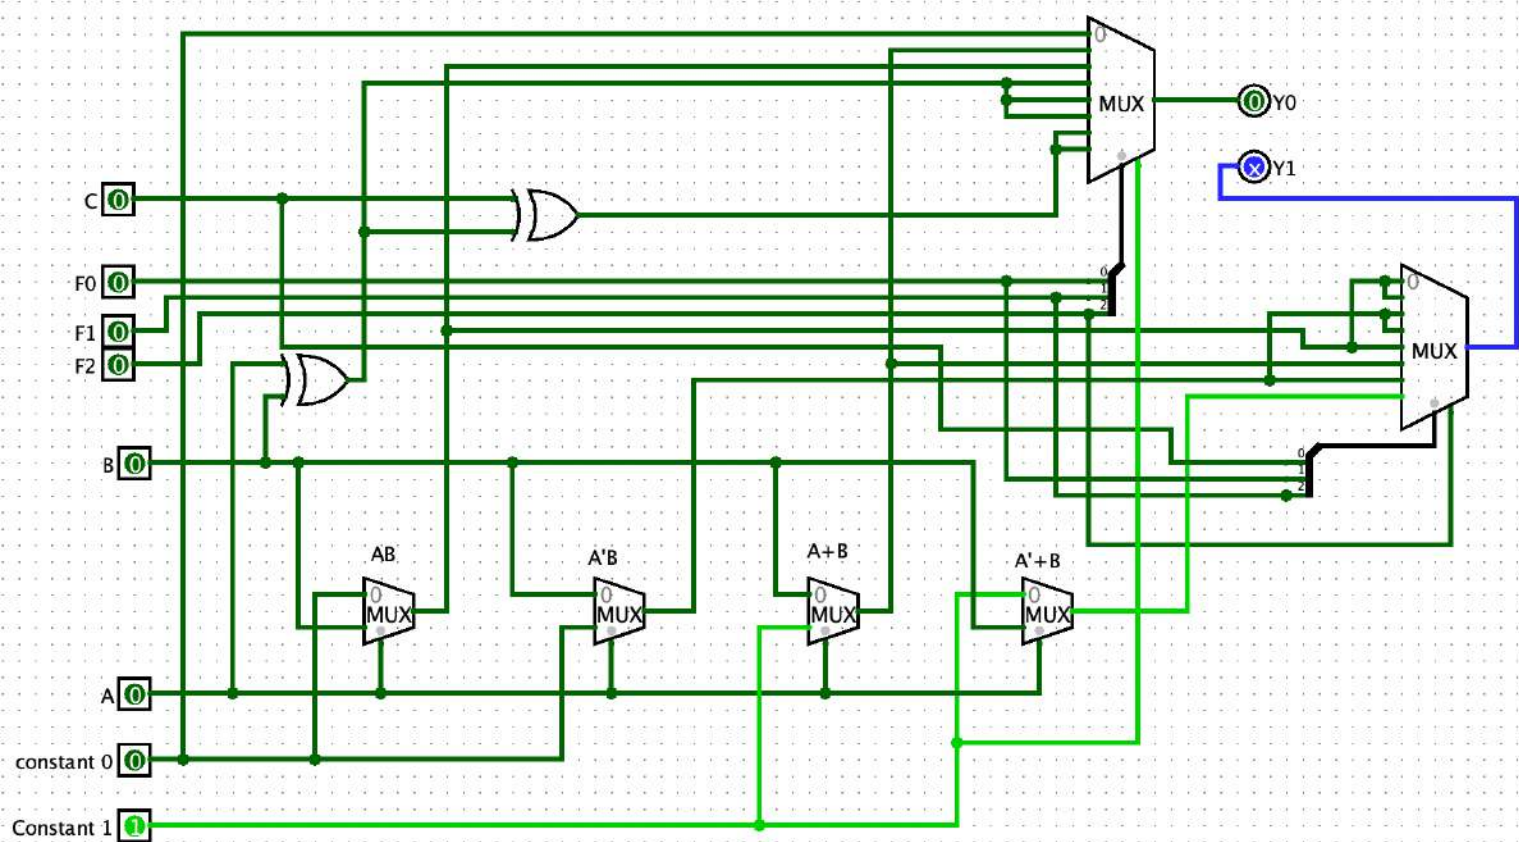 0
MUX
0 Y0
x Y1
C 0
F0 0
0
1
2
0
F1 0
F2 0
MUX
B 0
0
1
2
AB
A'B
A+B
A'+B
0
MUX
0
MUX
0
MUX
0
MUX
A 0
constant 0 0
Constant 1 1